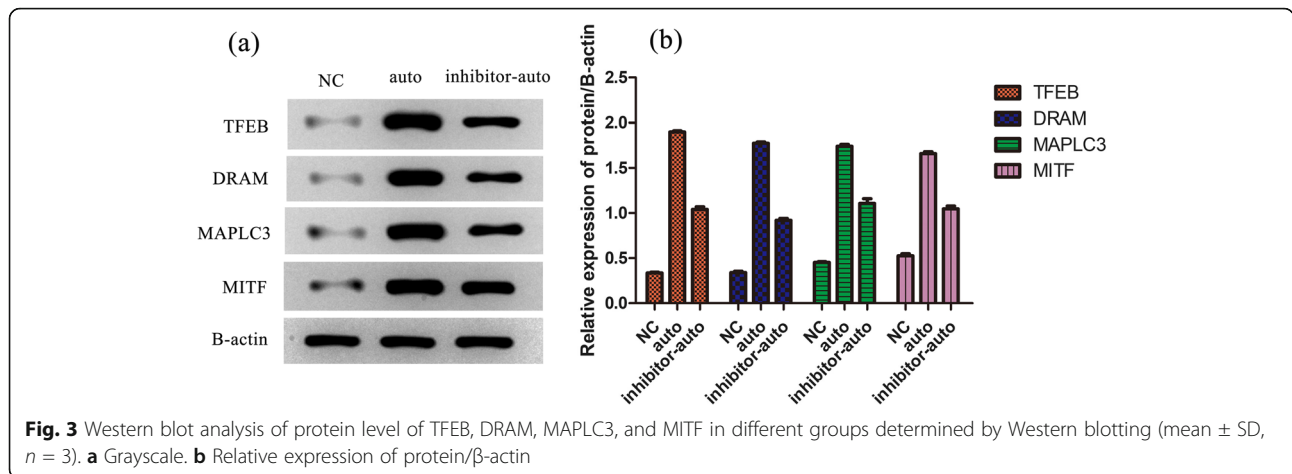 (a)
NC auto inhibitor-auto
TFEB
DRAM
MAPLC3
MITF
B-actin
(b)
Relative expression of protein/B-actin
2.5
2.0
1.5
1.0
0.5
0.0
NC auto inhibitor-auto NC auto inhibitor-auto NC auto inhibitor-auto NC auto inhibitor-auto
TFEB
DRAM
MAPLC3
MITF
Fig. 3 Western blot analysis of protein level of TFEB, DRAM, MAPLC3, and MITF in different groups determined by Western blotting (mean ± SD,
n = 3). a Grayscale. b Relative expression of protein/β-actin